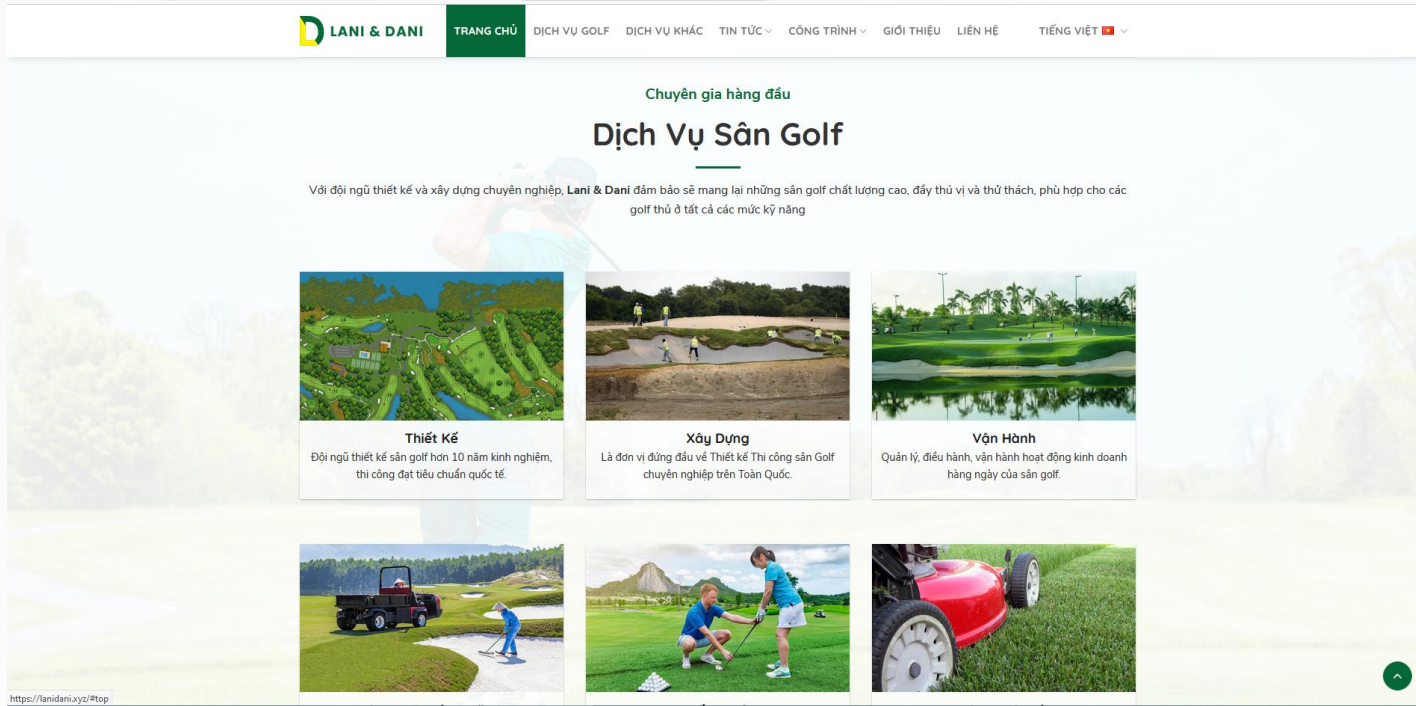 LANI & DANI
TRANG CHỦ
DỊCH VỤ GOLF
DỊCH VỤ KHÁC
TIN TỨC
CÔNG TRÌNH
GIỚI THIỆU
LIÊN HỆ
TIẾNG VIỆT
Chuyên gia hàng đầu
Dịch Vụ Sân Golf
Với đội ngũ thiết kế và xây dựng chuyên nghiệp, Lani & Dani đảm bảo sẽ mang lại những sân golf chất lượng cao, đầy thú vị và thử thách, phù hợp cho các
golf thủ ở tất cả các mức kỹ năng
Thiết Kế
Đội ngũ thiết kế sân golf hơn 10 năm kinh nghiệm,
thi công đạt tiêu chuẩn quốc tế.
Xây Dựng
Là đơn vị đứng đầu về Thiết kế Thi công sân Golf
chuyên nghiệp trên Toàn Quốc.
Vận Hành
Quản lý, điều hành, vận hành hoạt động kinh doanh
hàng ngày của sân golf.
https://lanidani.xyz/#top